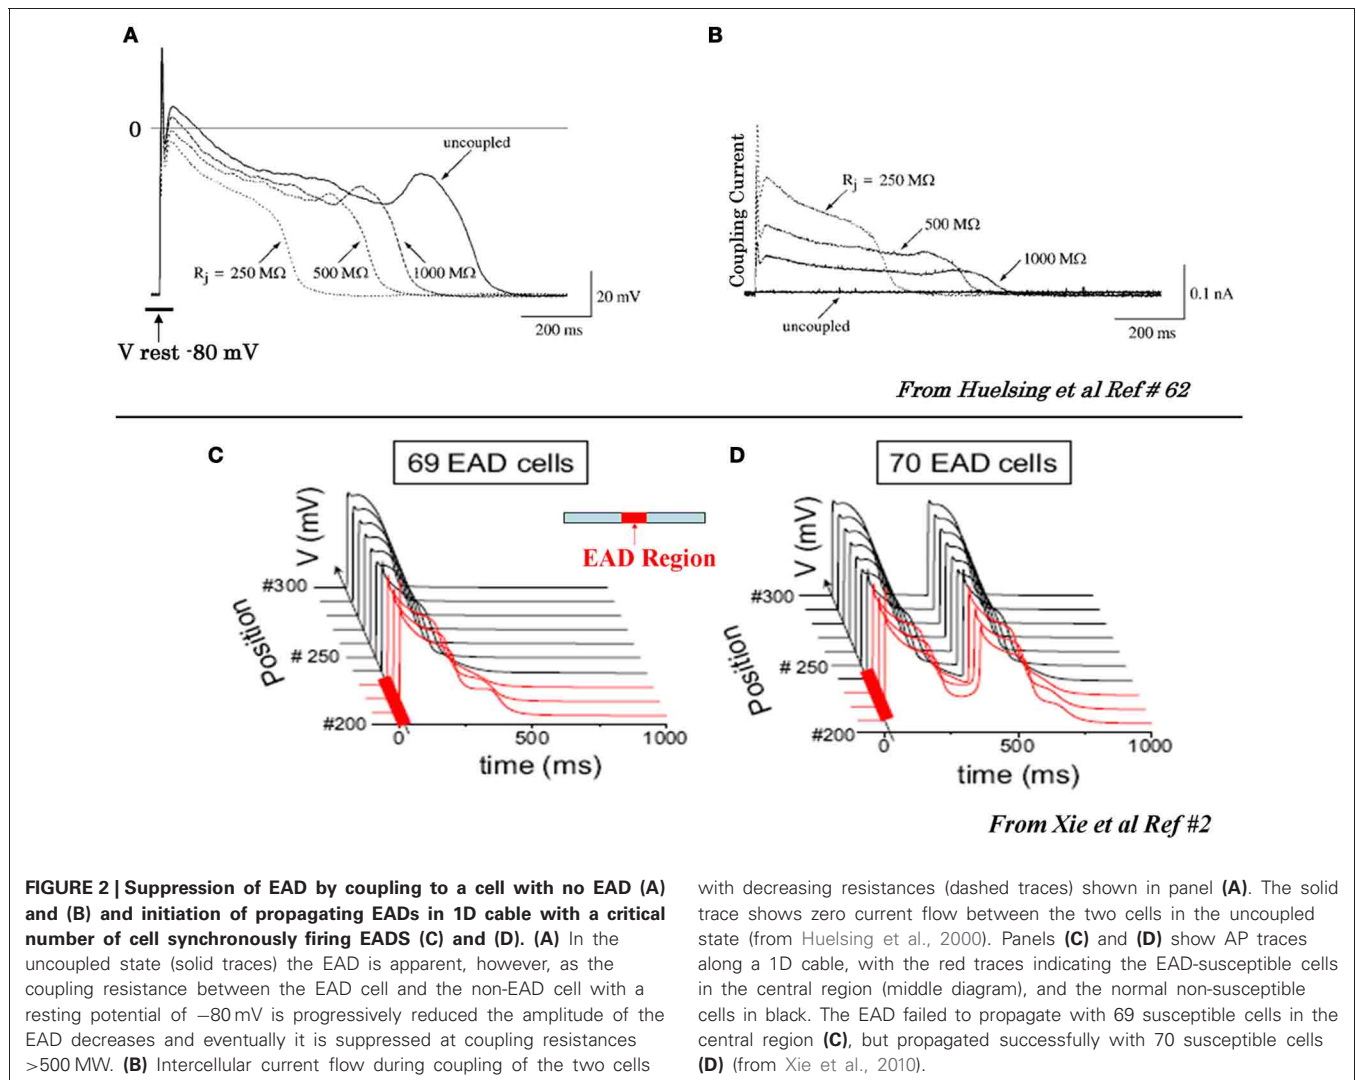 A
0
uncoupled
Rj = 250 MΩ
500 MΩ
1000 MΩ
20 mV
200 ms
V rest -80 mV
B
Coupling Current
Rj = 250 MΩ
500 MΩ
1000 MΩ
0.1 nA
uncoupled
200 ms
From Huelsing et al Ref # 62
C
69 EAD cells
V (mV)
#300
# 250
#200
Position
0
500
1000
time (ms)
EAD Region
D
70 EAD cells
V (mV)
#300
# 250
#200
Position
0
500
1000
time (ms)
From Xie et al Ref #2
FIGURE 2 | Suppression of EAD by coupling to a cell with no EAD (A)
and (B) and initiation of propagating EADs in 1D cable with a critical
number of cell synchronously firing EADS (C) and (D). (A) In the
uncoupled state (solid traces) the EAD is apparent, however, as the
coupling resistance between the EAD cell and the non-EAD cell with a
resting potential of −80 mV is progressively reduced the amplitude of the
EAD decreases and eventually it is suppressed at coupling resistances
>500 MW. (B) Intercellular current flow during coupling of the two cells
with decreasing resistances (dashed traces) shown in panel (A). The solid
trace shows zero current flow between the two cells in the uncoupled
state (from Huelsing et al., 2000). Panels (C) and (D) show AP traces
along a 1D cable, with the red traces indicating the EAD-susceptible cells
in the central region (middle diagram), and the normal non-susceptible
cells in black. The EAD failed to propagate with 69 susceptible cells in the
central region (C), but propagated successfully with 70 susceptible cells
(D) (from Xie et al., 2010).